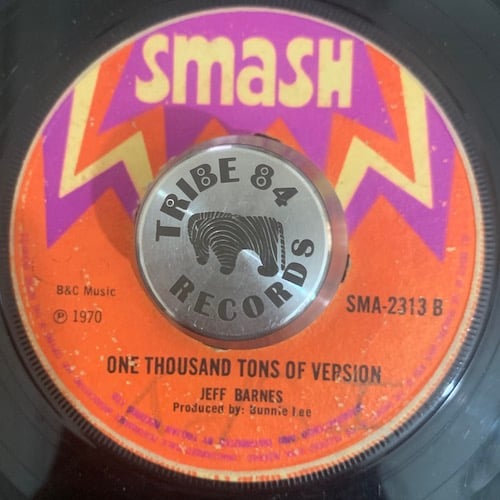 smash
TRIBE 84
RECORDS
B&C Music
℗ 1970
SMA-2313 B
ONE THOUSAND TONS OF VERSION
JEFF BARNES
Produced by: Bunnie Lee